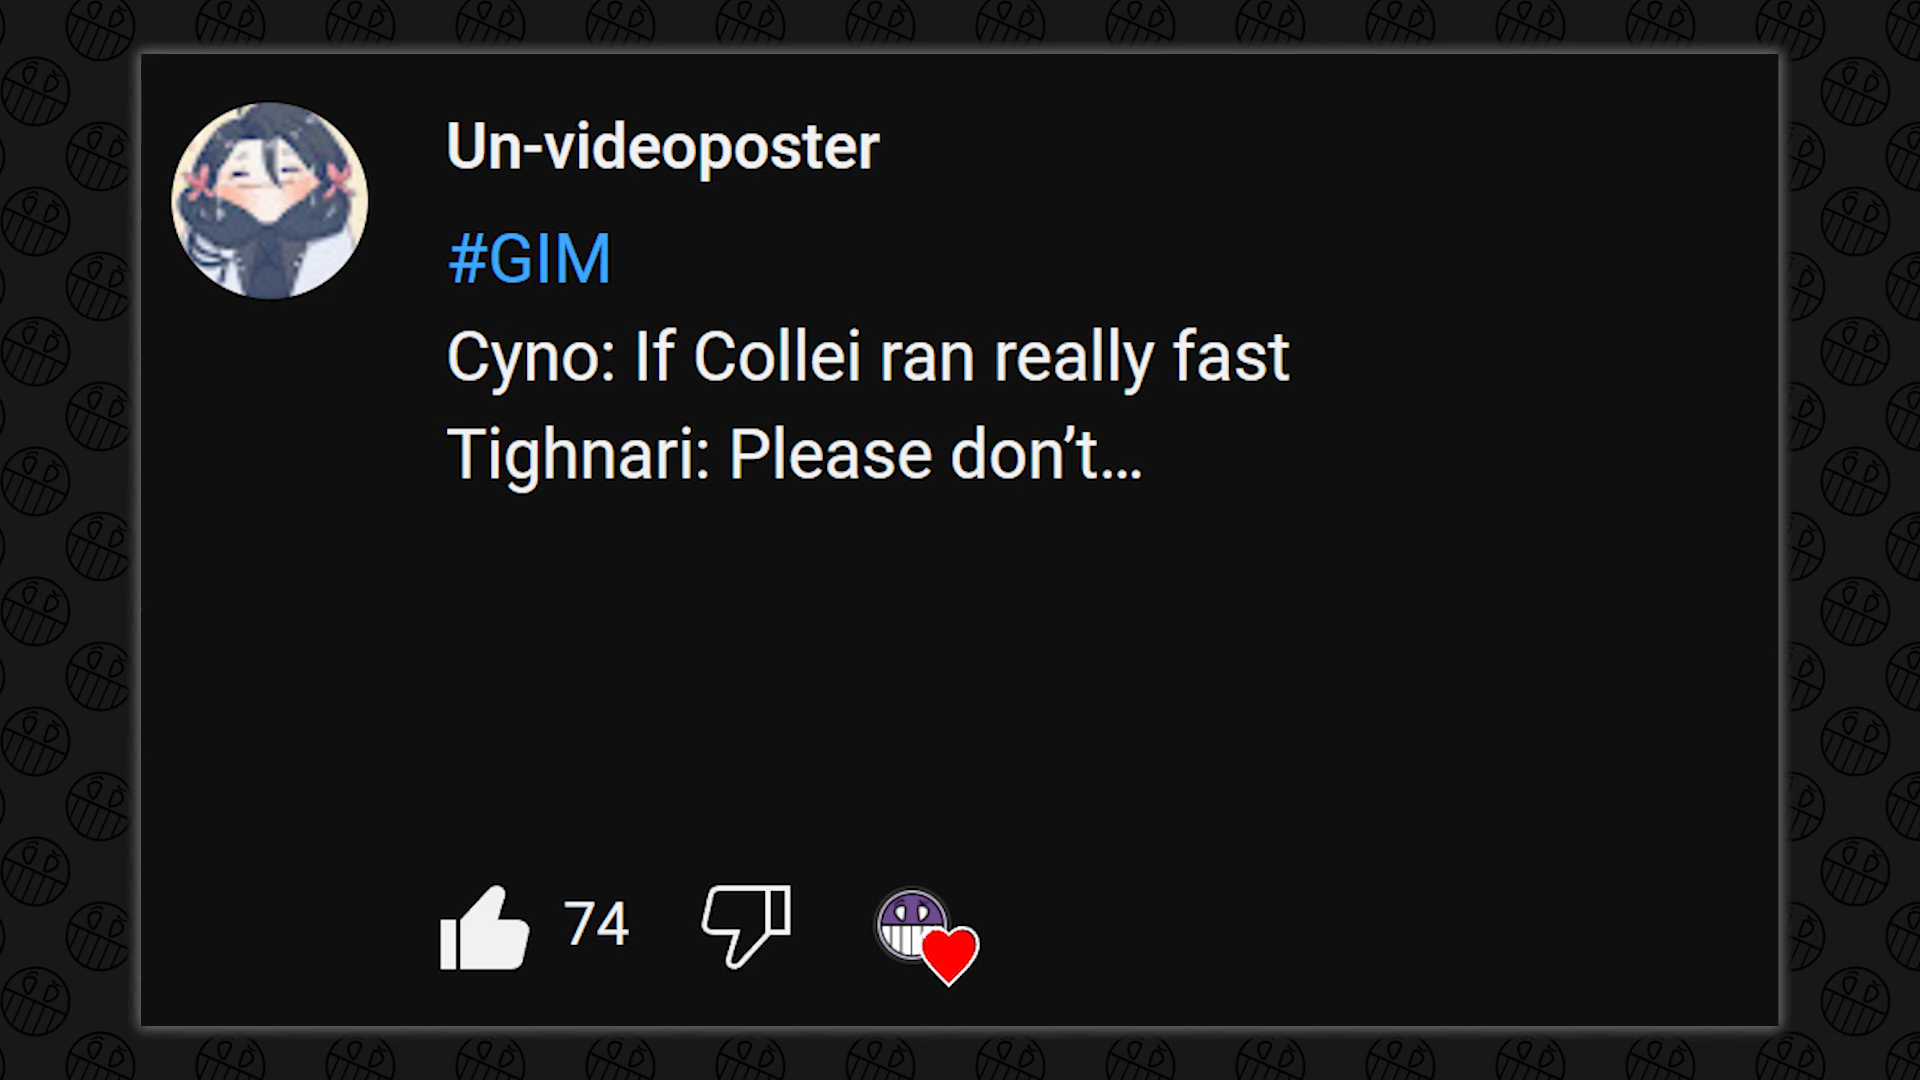 Un-videoposter
#GIM
Cyno: If Collei ran really fast
Tighnari: Please don’t…
74